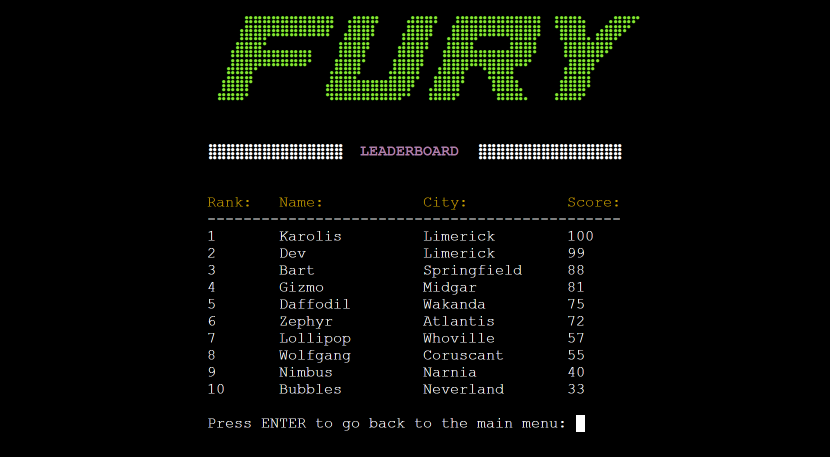 FURY
LEADERBOARD
Rank: Name: City: Score:
----------------------------------------------
1 Karolis Limerick 100
2 Dev Limerick 99
3 Bart Springfield 88
4 Gizmo Midgar 81
5 Daffodil Wakanda 75
6 Zephyr Atlantis 72
7 Lollipop Whoville 57
8 Wolfgang Coruscant 55
9 Nimbus Narnia 40
10 Bubbles Neverland 33
Press ENTER to go back to the main menu: